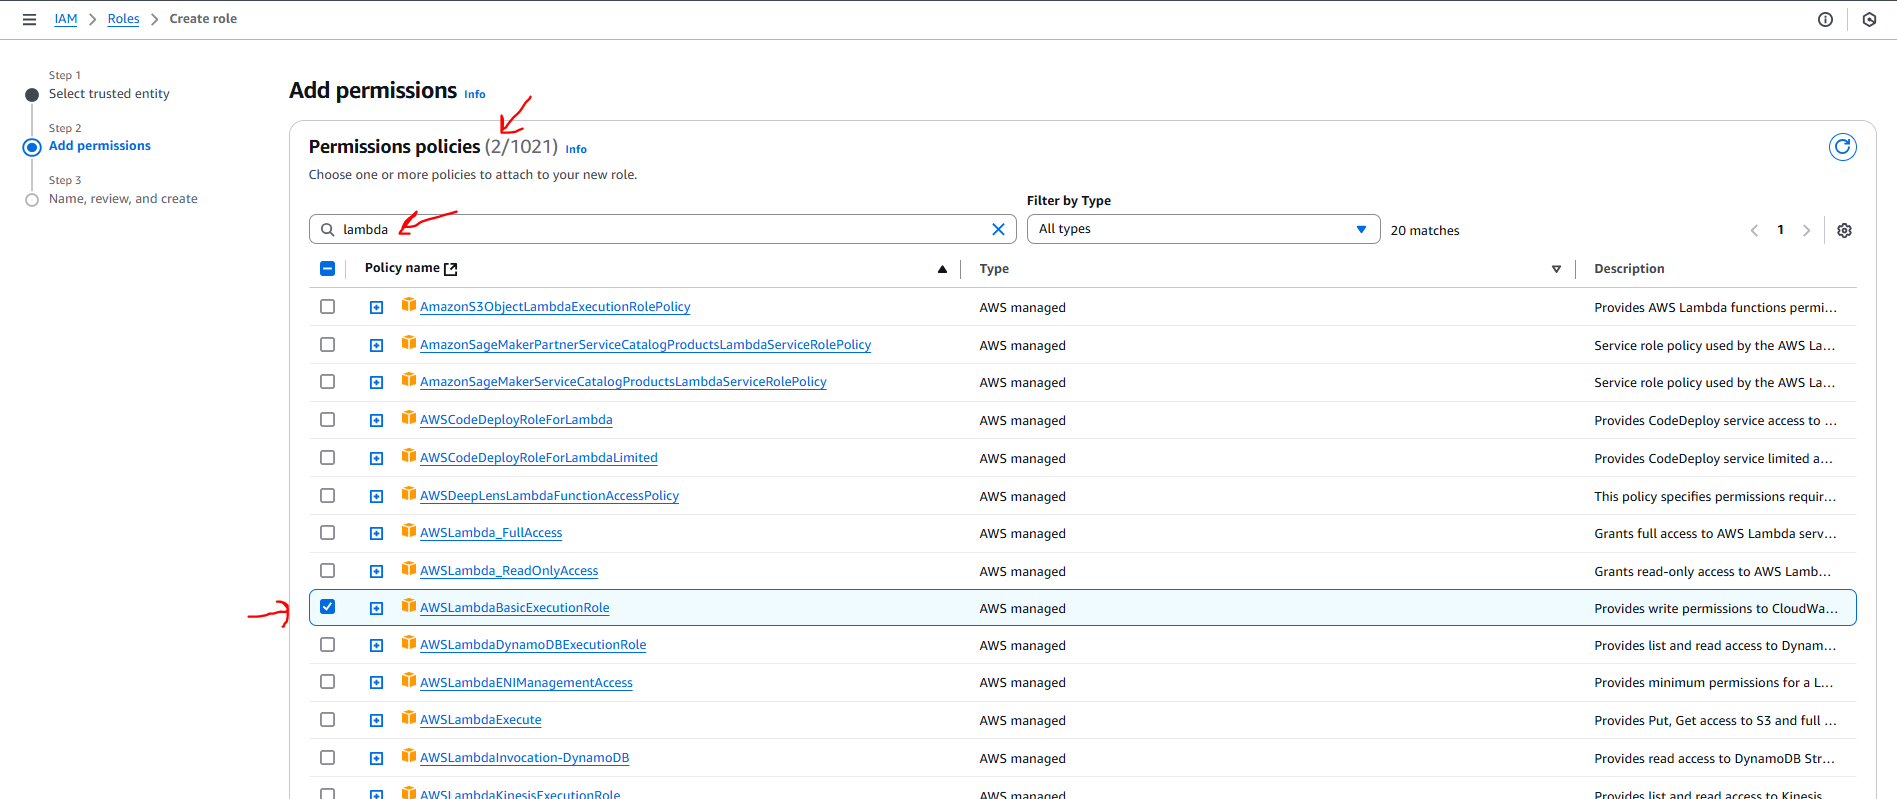 IAM > Roles > Create role
Step 1
Select trusted entity
Step 2
Add permissions
Step 3
Name, review, and create
Add permissions Info
Permissions policies (2/1021) Info
Choose one or more policies to attach to your new role.
Filter by Type
lambda All types 20 matches 1
Policy name Type Description
AmazonS3ObjectLambdaExecutionRolePolicy AWS managed Provides AWS Lambda functions permi...
AmazonSageMakerPartnerServiceCatalogProductsLambdaServiceRolePolicy AWS managed Service role policy used by the AWS La...
AmazonSageMakerServiceCatalogProductsLambdaServiceRolePolicy AWS managed Service role policy used by the AWS La...
AWSCodeDeployRoleForLambda AWS managed Provides CodeDeploy service access to ...
AWSCodeDeployRoleForLambdaLimited AWS managed Provides CodeDeploy service limited a...
AWSDeepLensLambdaFunctionAccessPolicy AWS managed This policy specifies permissions requir...
AWSLambda_FullAccess AWS managed Grants full access to AWS Lambda serv...
AWSLambda_ReadOnlyAccess AWS managed Grants read-only access to AWS Lamb...
AWSLambdaBasicExecutionRole AWS managed Provides write permissions to CloudWa...
AWSLambdaDynamoDBExecutionRole AWS managed Provides list and read access to Dynam...
AWSLambdaENIManagementAccess AWS managed Provides minimum permissions for a L...
AWSLambdaExecute AWS managed Provides Put, Get access to S3 and full ...
AWSLambdaInvocation-DynamoDB AWS managed Provides read access to DynamoDB Str...
AWSLambdaKinesisExecutionRole AWS managed Provides list and read access to Kinesis